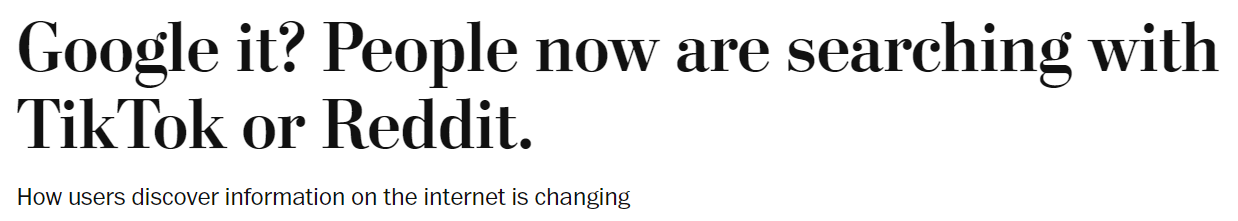 Google it? People now are searching with
TikTok or Reddit.
How users discover information on the internet is changing